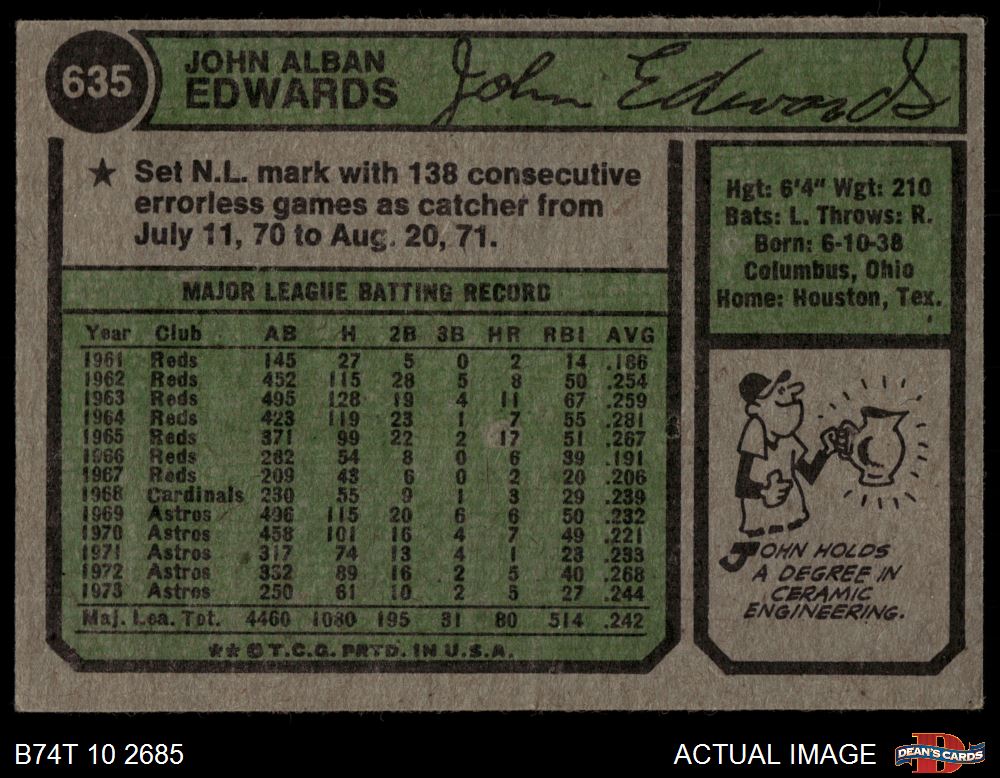 635
JOHN ALBAN
EDWARDS
John Edwards
★ Set N.L. mark with 138 consecutive
errorless games as catcher from
July 11, 70 to Aug. 20, 71.
Hgt: 6'4" Wgt: 210
Bats: L. Throws: R.
Born: 6-10-38
Columbus, Ohio
Home: Houston, Tex.
MAJOR LEAGUE BATTING RECORD
Year Club AB H 2B 3B HR RBI AVG
1961 Reds 145 27 5 0 2 14 .186
1962 Reds 452 115 28 5 8 50 .254
1963 Reds 495 128 19 4 11 67 .259
1964 Reds 423 119 23 1 7 55 .281
1965 Reds 371 99 22 2 17 51 .267
1966 Reds 282 54 8 0 6 39 .191
1967 Reds 209 43 6 0 2 20 .206
1968 Cardinals 230 55 9 1 3 29 .239
1969 Astros 496 115 20 6 6 50 .232
1970 Astros 458 101 16 4 7 49 .221
1971 Astros 317 74 13 4 1 23 .233
1972 Astros 332 89 16 2 5 40 .268
1973 Astros 250 61 10 2 5 27 .244
Maj. Lea. Tot. 4460 1080 195 31 80 514 .242
★★ © T.C.G. PRTD. IN U.S.A.
JOHN HOLDS
A DEGREE IN
CERAMIC
ENGINEERING.
B74T 10 2685
ACTUAL IMAGE
DEAN'S CARDS